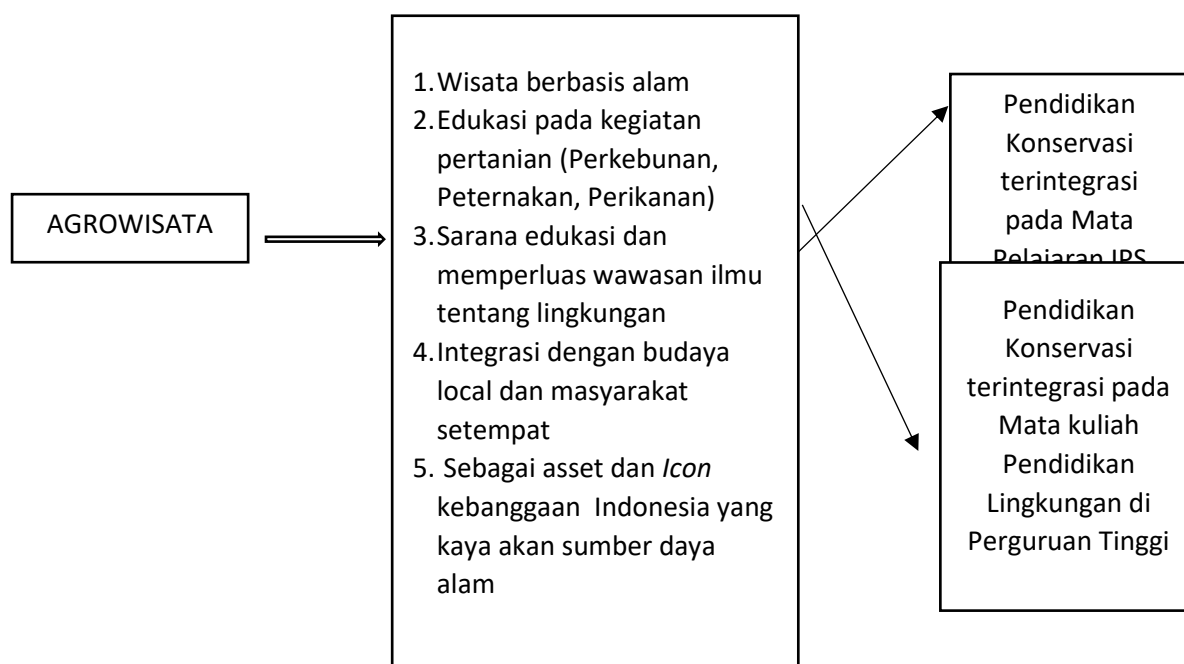 AGROWISATA
1. Wisata berbasis alam
2. Edukasi pada kegiatan
pertanian (Perkebunan,
Peternakan, Perikanan)
3. Sarana edukasi dan
memperluas wawasan ilmu
tentang lingkungan
4. Integrasi dengan budaya
local dan masyarakat
setempat
5. Sebagai asset dan Icon
kebanggaan Indonesia yang
kaya akan sumber daya
alam
Pendidikan
Konservasi
terintegrasi
pada Mata
Pelajaran IPS
Pendidikan
Konservasi
terintegrasi pada
Mata kuliah
Pendidikan
Lingkungan di
Perguruan Tinggi